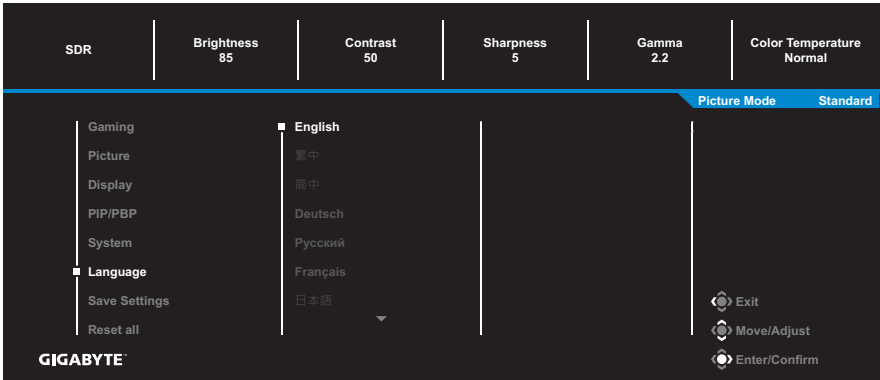 SDR
Brightness
85
Contrast
50
Sharpness
5
Gamma
2.2
Color Temperature
Normal
Picture Mode Standard
Gaming
Picture
Display
PIP/PBP
System
Language
Save Settings
Reset all
English
繁中
简中
Deutsch
Русский
Français
日本語
Exit
Move/Adjust
Enter/Confirm
GIGABYTE